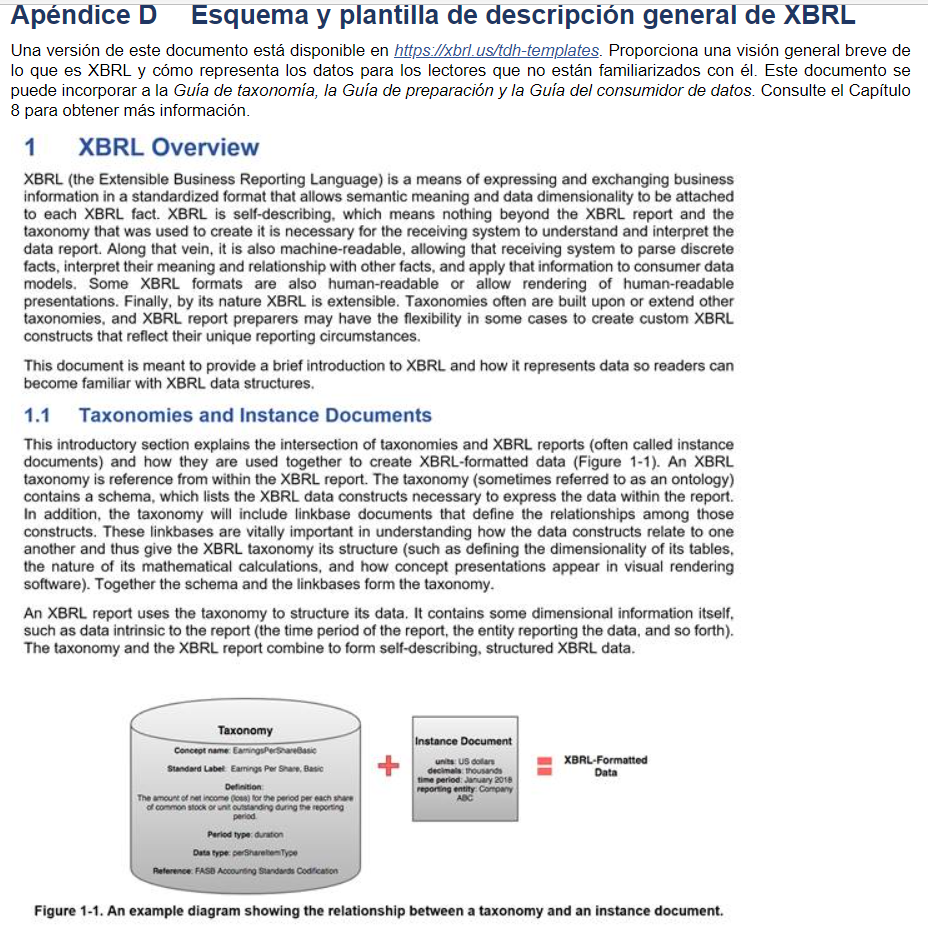 Apéndice D Esquema y plantilla de descripción general de XBRL
Una versión de este documento está disponible en https://xbrl.us/tdh-templates. Proporciona una visión general breve de
lo que es XBRL y cómo representa los datos para los lectores que no están familiarizados con él. Este documento se
puede incorporar a la Guía de taxonomía, la Guía de preparación y la Guía del consumidor de datos. Consulte el Capítulo
8 para obtener más información.
1 XBRL Overview
XBRL (the Extensible Business Reporting Language) is a means of expressing and exchanging business
information in a standardized format that allows semantic meaning and data dimensionality to be attached
to each XBRL fact. XBRL is self-describing, which means nothing beyond the XBRL report and the
taxonomy that was used to create it is necessary for the receiving system to understand and interpret the
data report. Along that vein, it is also machine-readable, allowing that receiving system to parse discrete
facts, interpret their meaning and relationship with other facts, and apply that information to consumer data
models. Some XBRL formats are also human-readable or allow rendering of human-readable
presentations. Finally, by its nature XBRL is extensible. Taxonomies often are built upon or extend other
taxonomies, and XBRL report preparers may have the flexibility in some cases to create custom XBRL
constructs that reflect their unique reporting circumstances.
This document is meant to provide a brief introduction to XBRL and how it represents data so readers can
become familiar with XBRL data structures.
1.1 Taxonomies and Instance Documents
This introductory section explains the intersection of taxonomies and XBRL reports (often called instance
documents) and how they are used together to create XBRL-formatted data (Figure 1-1). An XBRL
taxonomy is reference from within the XBRL report. The taxonomy (sometimes referred to as an ontology)
contains a schema, which lists the XBRL data constructs necessary to express the data within the report.
In addition, the taxonomy will include linkbase documents that define the relationships among those
constructs. These linkbases are vitally important in understanding how the data constructs relate to one
another and thus give the XBRL taxonomy its structure (such as defining the dimensionality of its tables,
the nature of its mathematical calculations, and how concept presentations appear in visual rendering
software). Together the schema and the linkbases form the taxonomy.
An XBRL report uses the taxonomy to structure its data. It contains some dimensional information itself,
such as data intrinsic to the report (the time period of the report, the entity reporting the data, and so forth).
The taxonomy and the XBRL report combine to form self-describing, structured XBRL data.
Taxonomy
Concept name: EarningsPerShareBasic
Standard Label: Earnings Per Share, Basic
Definition:
The amount of net income (loss) for the period per each share
of common stock or unit outstanding during the reporting
period.
Period type: duration
Data type: perShareItemType
Reference: FASB Accounting Standards Codification
Instance Document
units: US dollars
decimals: thousands
time period: January 2018
reporting entity: Company
ABC
XBRL-Formatted
Data
Figure 1-1. An example diagram showing the relationship between a taxonomy and an instance document.